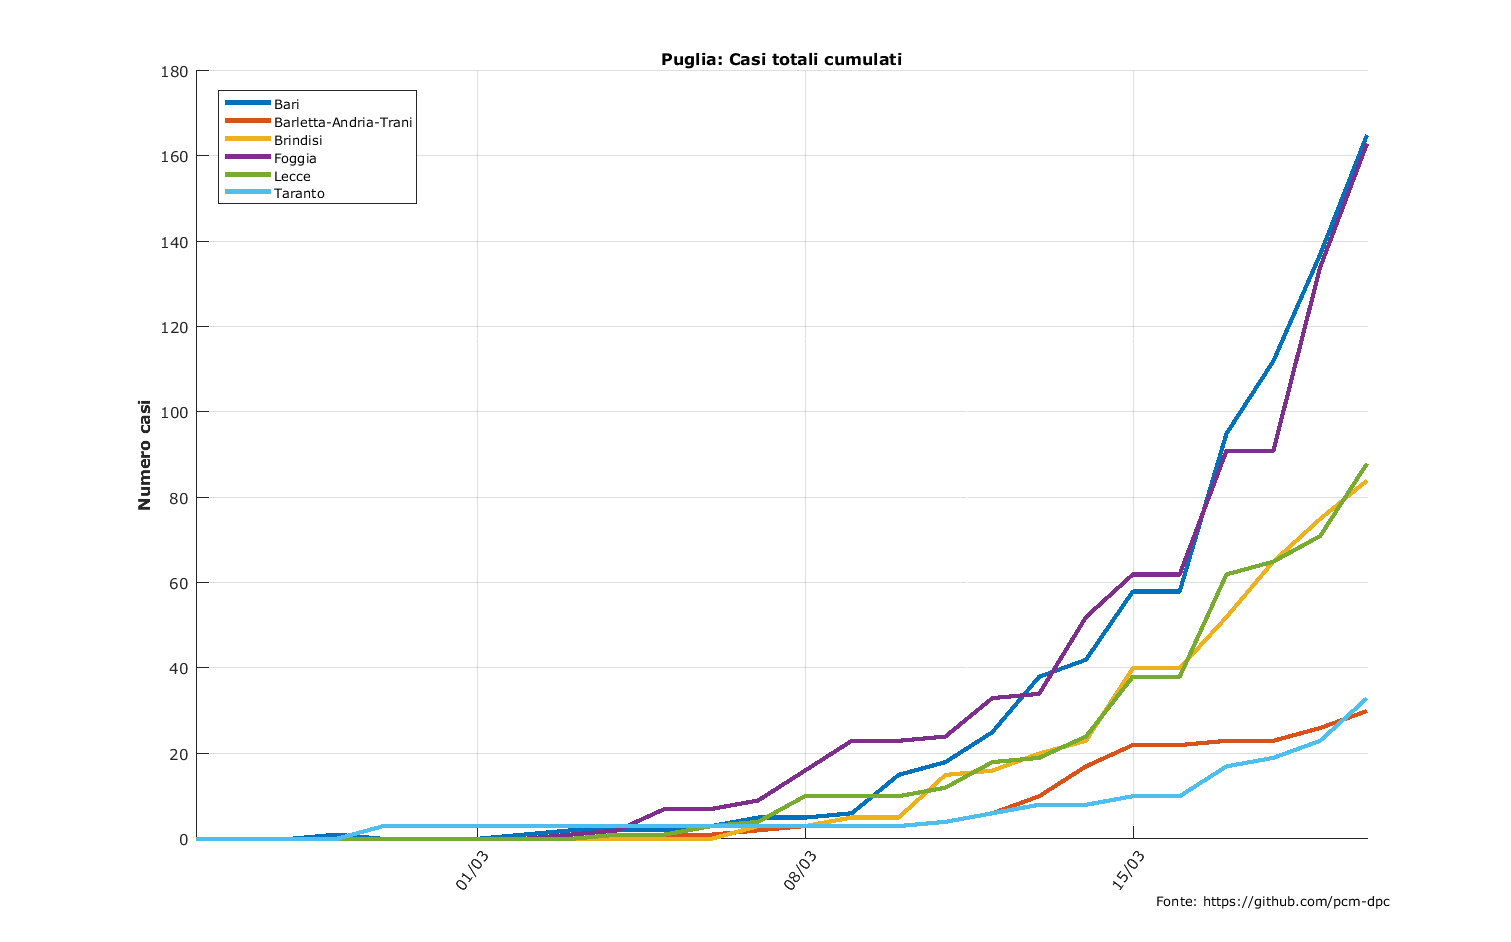 Puglia: Casi totali cumulati
180
160
140
120
100
80
60
40
20
0
Numero casi
Bari
Barletta-Andria-Trani
Brindisi
Foggia
Lecce
Taranto
01/03
08/03
15/03
Fonte: https://github.com/pcm-dpc